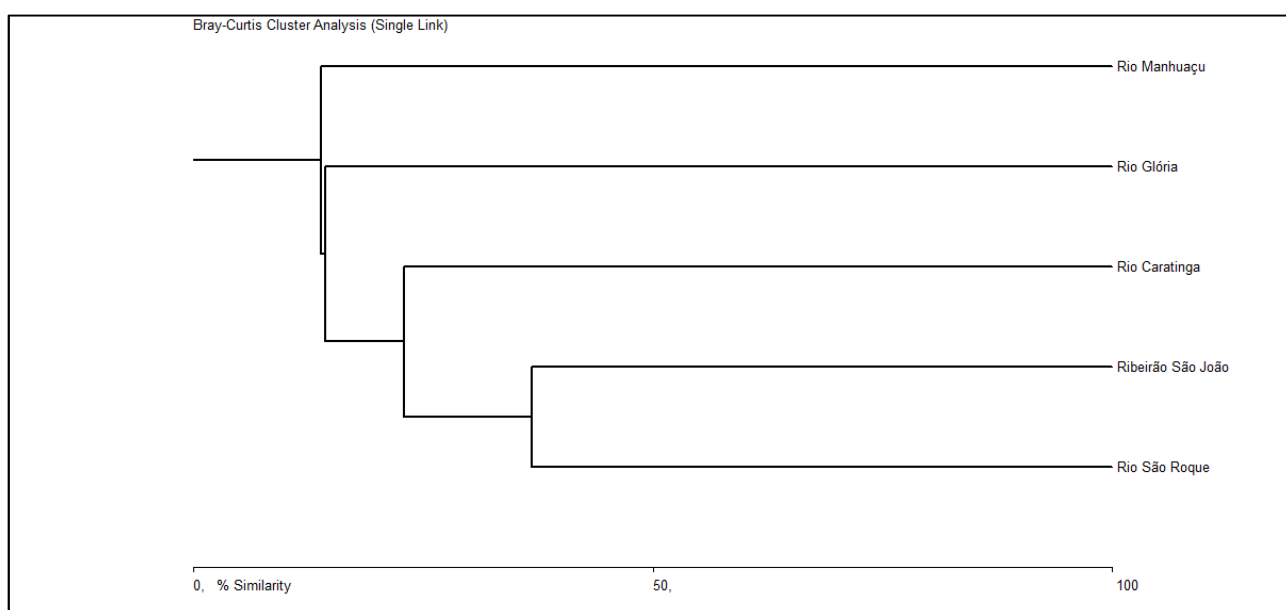 Bray-Curtis Cluster Analysis (Single Link)
Rio Manhuaçu
Rio Glória
Rio Caratinga
Ribeirão São João
Rio São Roque
0, % Similarity 50, 100